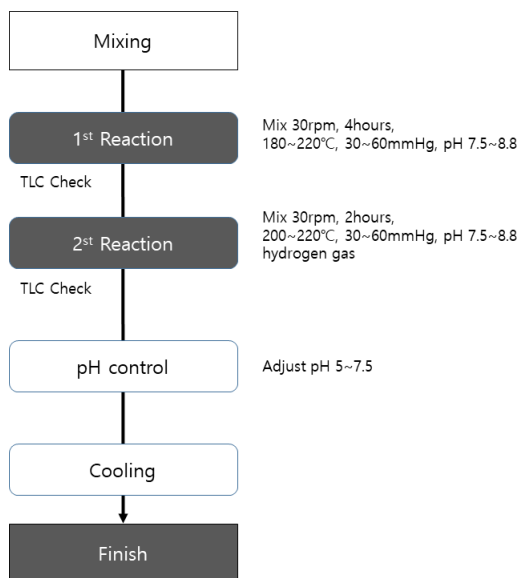 Mixing
1st Reaction
Mix 30rpm, 4hours,
180~220℃, 30~60mmHg, pH 7.5~8.8
TLC Check
2st Reaction
Mix 30rpm, 2hours,
200~220℃, 30~60mmHg, pH 7.5~8.8
hydrogen gas
TLC Check
pH control
Adjust pH 5~7.5
Cooling
Finish